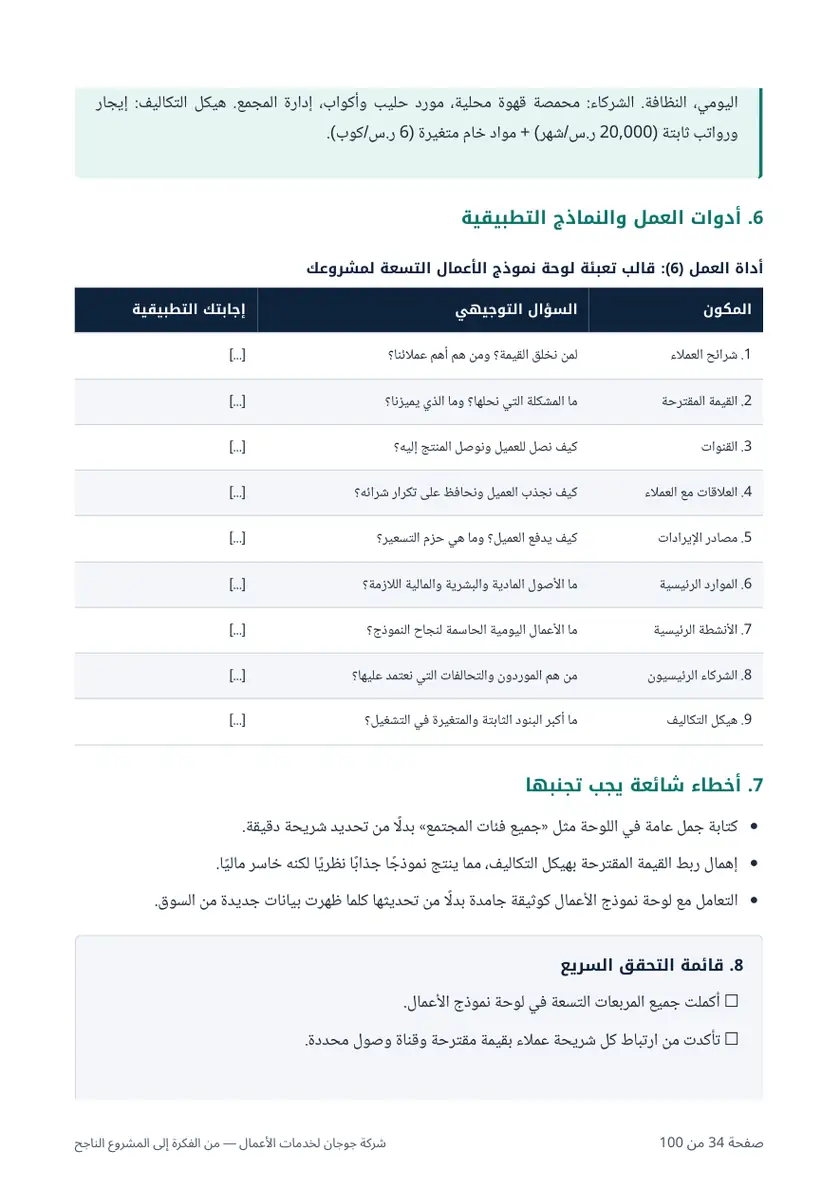 اليومي، النظافة. الشركاء: محمصة قهوة محلية، مورد حليب وأكواب، إدارة المجمع. هيكل التكاليف: إيجار
ورواتب ثابتة (20,000 ر.س/شهر) + مواد خام متغيرة (6 ر.س/كوب).
6. أدوات العمل والنماذج التطبيقية
أداة العمل (6): قالب تعبئة لوحة نموذج الأعمال التسعة لمشروعك
المكون السؤال التوجيهي إجابتك التطبيقية
1. شرائح العملاء لمن نخلق القيمة؟ ومن هم أهم عملائنا؟ [...]
2. القيمة المقترحة ما المشكلة التي نحلها؟ وما الذي يميزنا؟ [...]
3. القنوات كيف نصل للعميل ونوصل المنتج إليه؟ [...]
4. العلاقات مع العملاء كيف نجذب العميل ونحافظ على تكرار شرائه؟ [...]
5. مصادر الإيرادات كيف يدفع العميل؟ وما هي حزم التسعير؟ [...]
6. الموارد الرئيسية ما الأصول المادية والبشرية والمالية اللازمة؟ [...]
7. الأنشطة الرئيسية ما الأعمال اليومية الحاسمة لنجاح النموذج؟ [...]
8. الشركاء الرئيسيون من هم الموردون والتحالفات التي نعتمد عليها؟ [...]
9. هيكل التكاليف ما أكبر البنود الثابتة والمتغيرة في التشغيل؟ [...]
7. أخطاء شائعة يجب تجنبها
• كتابة جمل عامة في اللوحة مثل «جميع فئات المجتمع» بدلًا من تحديد شريحة دقيقة.
• إهمال ربط القيمة المقترحة بهيكل التكاليف، مما ينتج نموذجًا جذابًا نظريًا لكنه خاسر ماليًا.
• التعامل مع لوحة نموذج الأعمال كوثيقة جامدة بدلًا من تحديثها كلما ظهرت بيانات جديدة من السوق.
8. قائمة التحقق السريع
☐ أكملت جميع المربعات التسعة في لوحة نموذج الأعمال.
☐ تأكدت من ارتباط كل شريحة عملاء بقيمة مقترحة وقناة وصول محددة.
صفحة 34 من 100 شركة جوجان لخدمات الأعمال — من الفكرة إلى المشروع الناجح